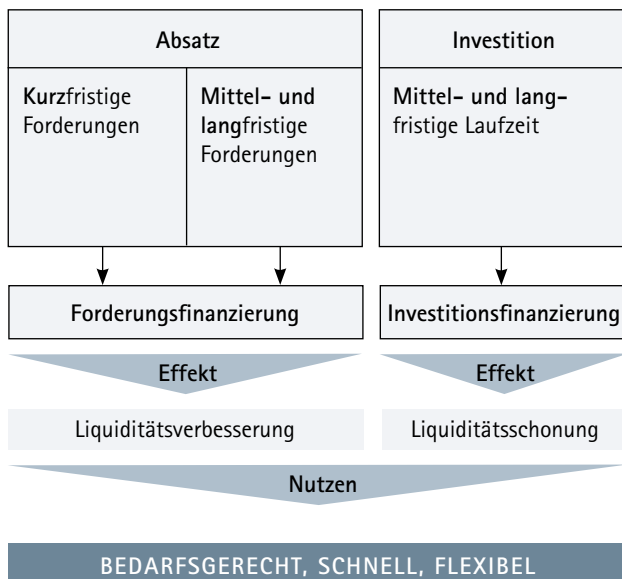 Absatz
Kurzfristige
Forderungen
Mittel- und
langfristige
Forderungen
Investition
Mittel- und lang-
fristige Laufzeit
Forderungsfinanzierung
Investitionsfinanzierung
Effekt
Effekt
Liquiditätsverbesserung
Liquiditätsschonung
Nutzen
BEDARFSGERECHT, SCHNELL, FLEXIBEL